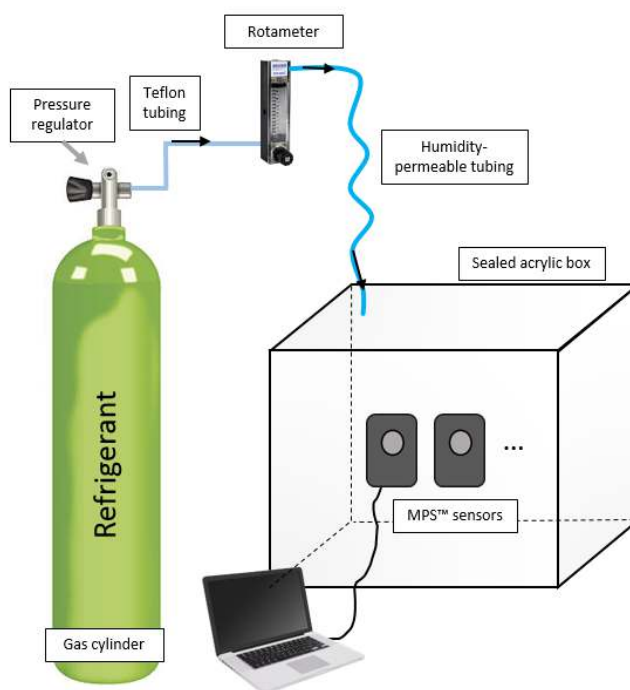 Rotameter
Teflon
tubing
Pressure
regulator
Humidity-
permeable tubing
Sealed acrylic box
Refrigerant
MPS™ sensors
...
Gas cylinder